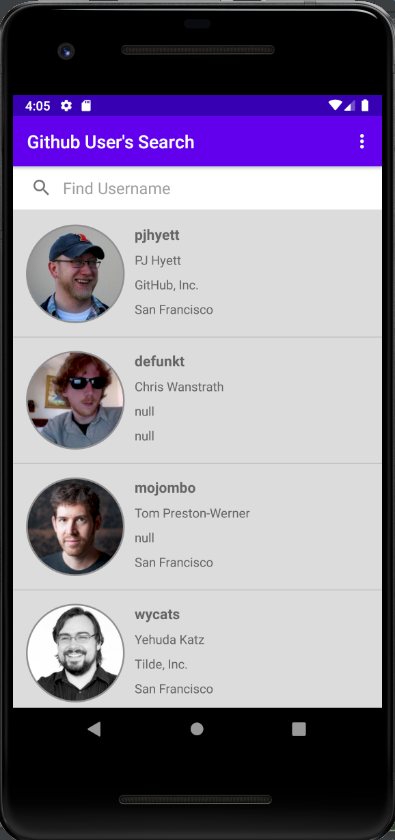 4:05
Github User's Search
Find Username
pjhyett
PJ Hyett
GitHub, Inc.
San Francisco
defunkt
Chris Wanstrath
null
null
mojombo
Tom Preston-Werner
null
San Francisco
wycats
Yehuda Katz
Tilde, Inc.
San Francisco